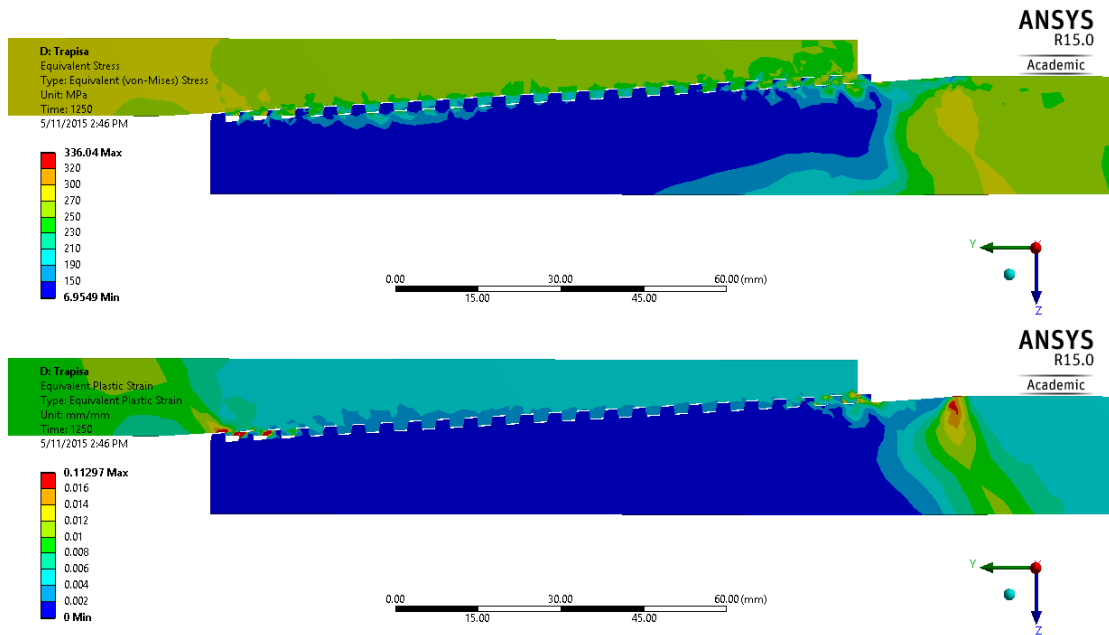 ANSYS
R15.0
Academic
D: Trapisa
Equivalent Stress
Type: Equivalent (von-Mises) Stress
Unit: MPa
Time: 1250
5/11/2015 2:46 PM
336.04 Max
320
300
270
250
230
210
190
150
6.9549 Min
0.00 30.00 60.00 (mm)
15.00 45.00
Y X
Z
ANSYS
R15.0
Academic
D: Trapisa
Equivalent Plastic Strain
Type: Equivalent Plastic Strain
Unit: mm/mm
Time: 1250
5/11/2015 2:46 PM
0.11297 Max
0.016
0.014
0.012
0.01
0.008
0.006
0.004
0.002
0 Min
0.00 30.00 60.00 (mm)
15.00 45.00
Y X
Z